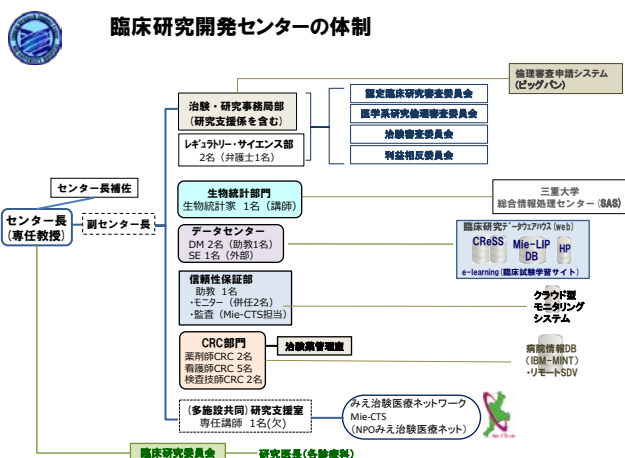 臨床研究開発センターの体制
倫理審査申請システム
(ビッグバン)
治験・研究事務局部
(研究支援係を含む)
認定臨床研究審査委員会
医学系研究倫理審査委員会
治験審査委員会
利益相反委員会
レギュラトリー・サイエンス部
2名（弁護士1名）
センター長補佐
センター長
(専任教授)
副センター長
生物統計部門
生物統計家 1名（講師）
三重大学
総合情報処理センター(SAS)
データセンター
DM 2名（助教1名）
SE 1名（外部）
臨床研究データウェアハウス(web)
CReSS
Mie-LIP
DB
HP
e-learning(臨床試験学習サイト)
信頼性保証部
助教 1名
・モニター（併任2名）
・監査（Mie-CTS担当）
クラウド型
モニタリング
システム
CRC部門
薬剤師CRC 2名
看護師CRC 5名
検査技師CRC 2名
治験薬管理室
病院情報DB
（IBM-MINT）
・リモートSDV
(多施設共同)研究支援室
専任講師 1名(欠)
みえ治験医療ネットワーク
Mie-CTS
(NPOみえ治験医療ネット)
臨床研究委員会
研究医長(各診療科)